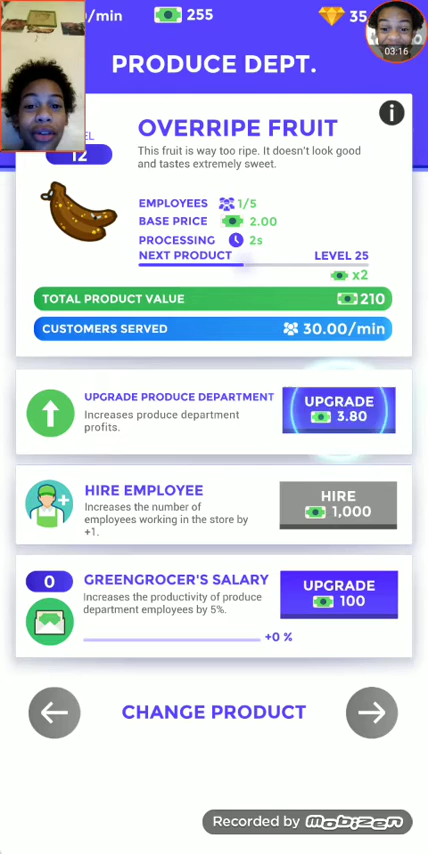 /min
255
35
03:16
PRODUCE DEPT.
12
OVERRIPE FRUIT
This fruit is way too ripe. It doesn't look good
and tastes extremely sweet.
EMPLOYEES 1/5
BASE PRICE 2.00
PROCESSING 2s
NEXT PRODUCT LEVEL 25
x2
TOTAL PRODUCT VALUE 210
CUSTOMERS SERVED 30.00/min
UPGRADE PRODUCE DEPARTMENT
Increases produce department
profits.
UPGRADE
3.80
HIRE EMPLOYEE
Increases the number of
employees working in the store by
+1.
HIRE
1,000
0
GREENGROCER'S SALARY
Increases the productivity of produce
department employees by 5%.
+0 %
UPGRADE
100
CHANGE PRODUCT
Recorded by mobizen